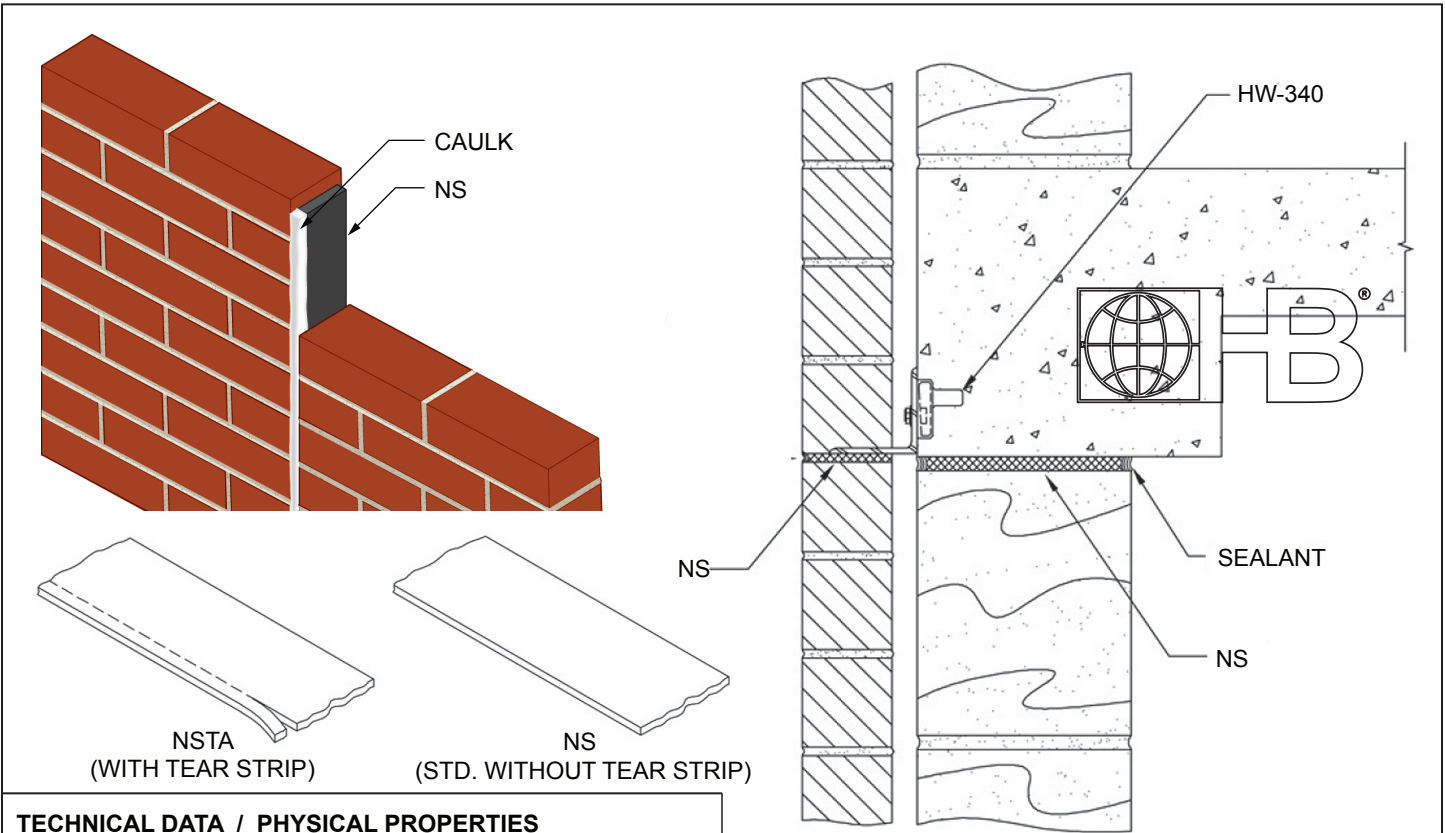 CAULK
NS
HW-340
B®
NS
SEALANT
NS
NSTA
(WITH TEAR STRIP)
NS
(STD. WITHOUT TEAR STRIP)
TECHNICAL DATA / PHYSICAL PROPERTIES